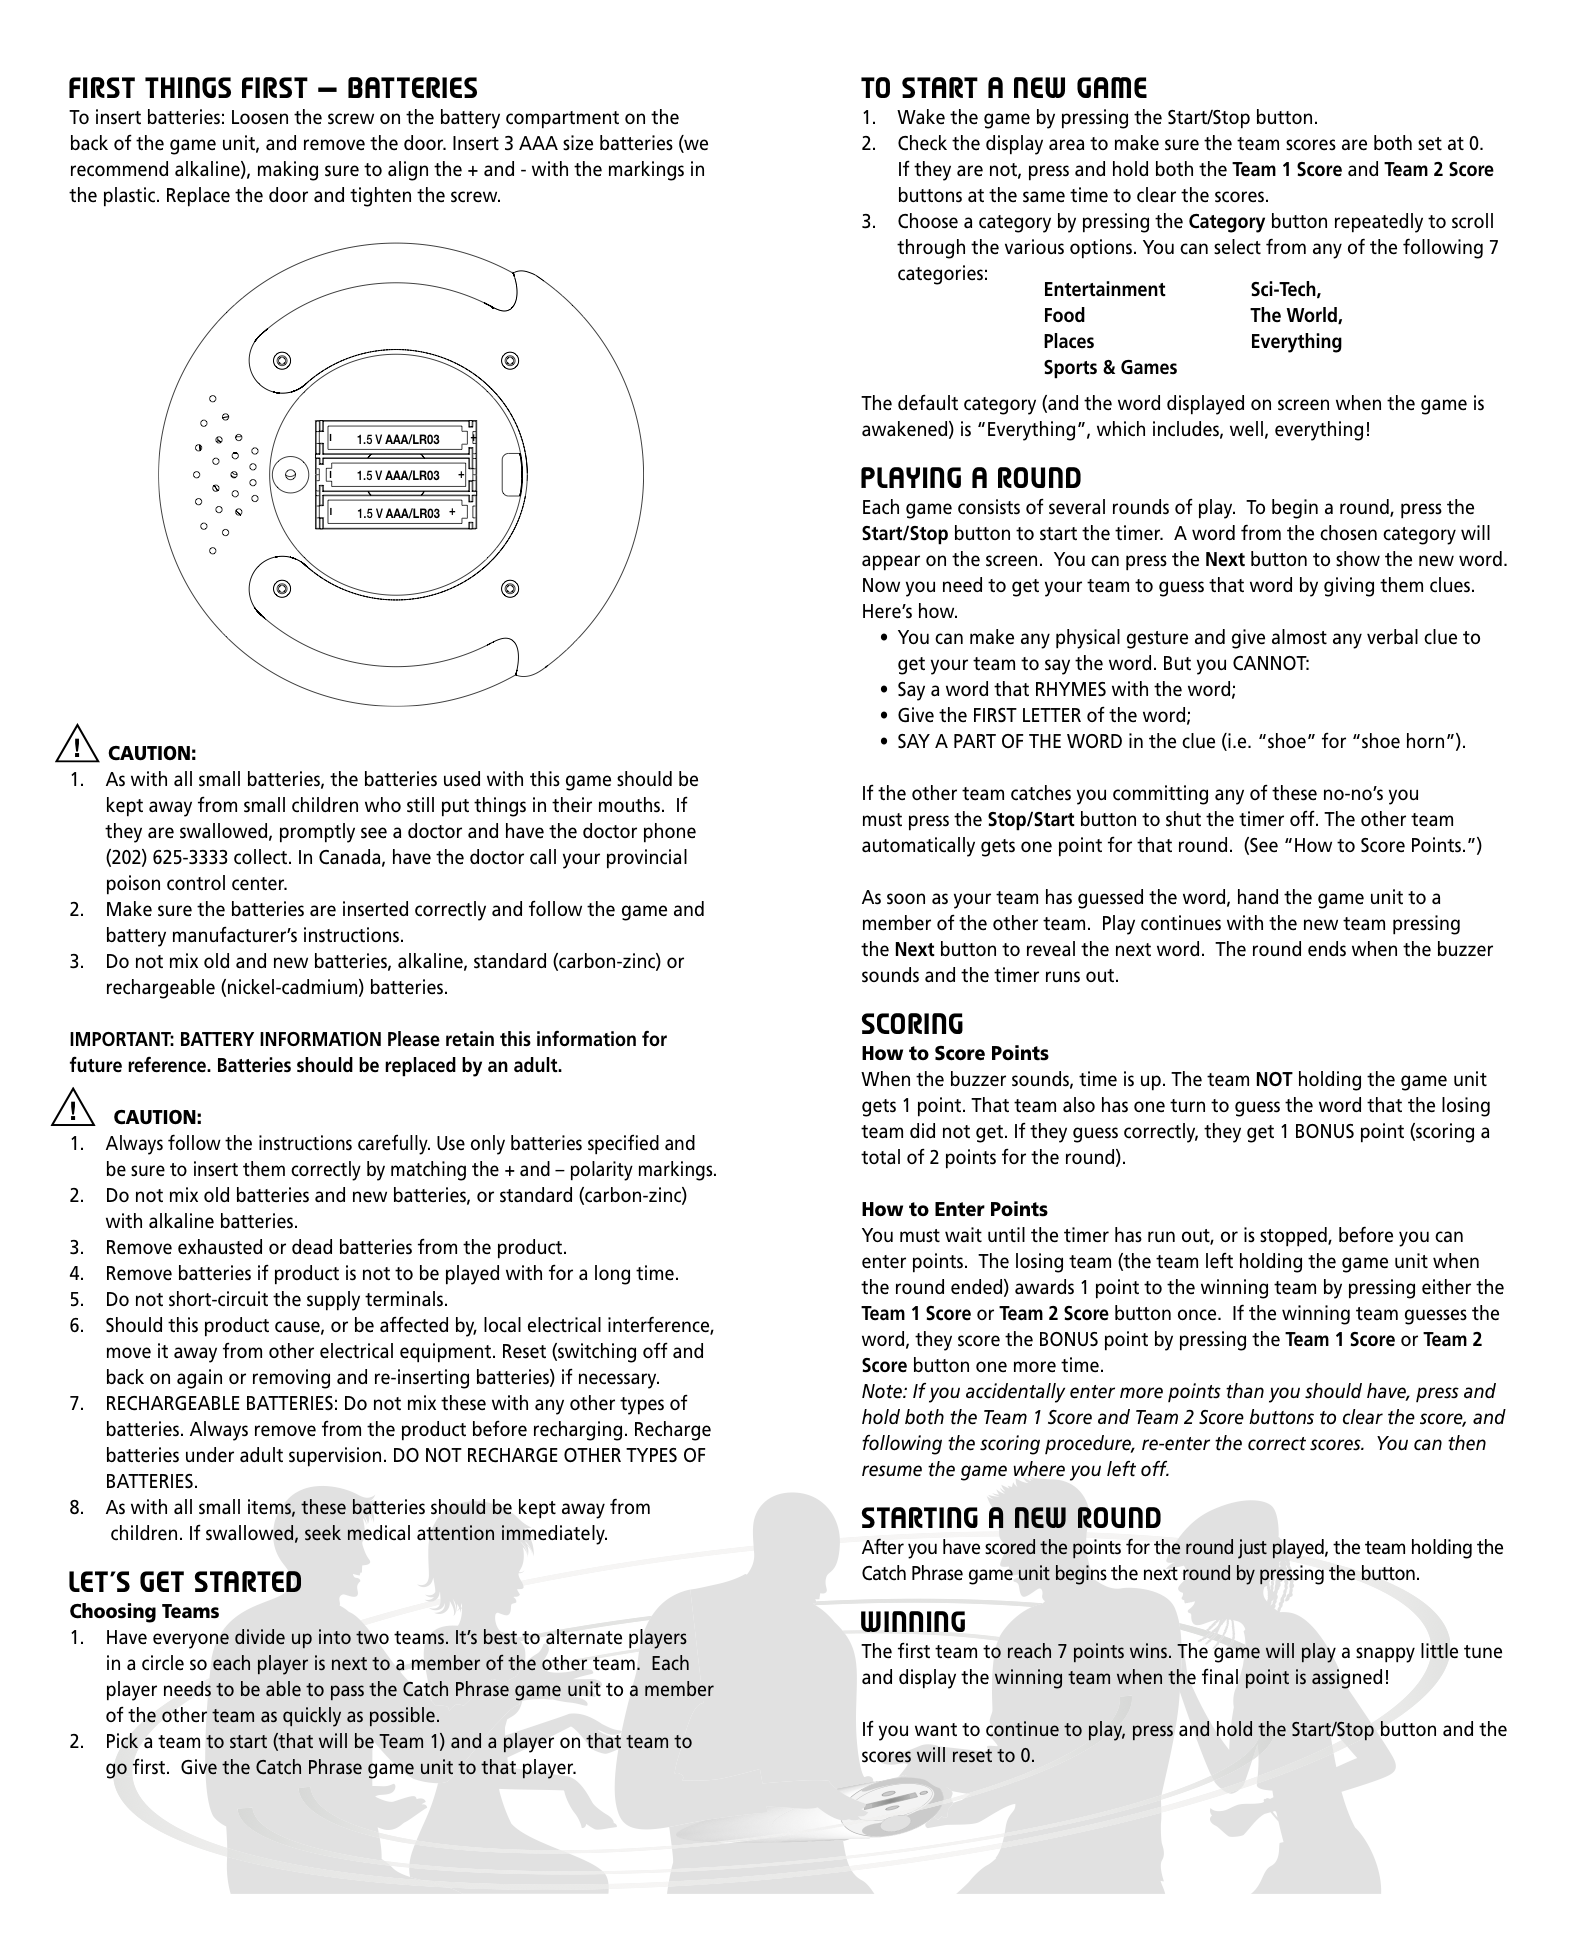 FIRST THINGS FIRST – BATTERIES
To insert batteries: Loosen the screw on the battery compartment on the
back of the game unit, and remove the door. Insert 3 AAA size batteries (we
recommend alkaline), making sure to align the + and - with the markings in
the plastic. Replace the door and tighten the screw.
1.5 V AAA/LR03 +
1.5 V AAA/LR03 +
1.5 V AAA/LR03 +
! CAUTION:
1. As with all small batteries, the batteries used with this game should be
kept away from small children who still put things in their mouths. If
they are swallowed, promptly see a doctor and have the doctor phone
(202) 625-3333 collect. In Canada, have the doctor call your provincial
poison control center.
2. Make sure the batteries are inserted correctly and follow the game and
battery manufacturer’s instructions.
3. Do not mix old and new batteries, alkaline, standard (carbon-zinc) or
rechargeable (nickel-cadmium) batteries.
IMPORTANT: BATTERY INFORMATION Please retain this information for
future reference. Batteries should be replaced by an adult.
! CAUTION:
1. Always follow the instructions carefully. Use only batteries specified and
be sure to insert them correctly by matching the + and – polarity markings.
2. Do not mix old batteries and new batteries, or standard (carbon-zinc)
with alkaline batteries.
3. Remove exhausted or dead batteries from the product.
4. Remove batteries if product is not to be played with for a long time.
5. Do not short-circuit the supply terminals.
6. Should this product cause, or be affected by, local electrical interference,
move it away from other electrical equipment. Reset (switching off and
back on again or removing and re-inserting batteries) if necessary.
7. RECHARGEABLE BATTERIES: Do not mix these with any other types of
batteries. Always remove from the product before recharging. Recharge
batteries under adult supervision. DO NOT RECHARGE OTHER TYPES OF
BATTERIES.
8. As with all small items, these batteries should be kept away from
children. If swallowed, seek medical attention immediately.
LET’S GET STARTED
Choosing Teams
1. Have everyone divide up into two teams. It’s best to alternate players
in a circle so each player is next to a member of the other team. Each
player needs to be able to pass the Catch Phrase game unit to a member
of the other team as quickly as possible.
2. Pick a team to start (that will be Team 1) and a player on that team to
go first. Give the Catch Phrase game unit to that player.
TO START A NEW GAME
1. Wake the game by pressing the Start/Stop button.
2. Check the display area to make sure the team scores are both set at 0.
If they are not, press and hold both the Team 1 Score and Team 2 Score
buttons at the same time to clear the scores.
3. Choose a category by pressing the Category button repeatedly to scroll
through the various options. You can select from any of the following 7
categories:
Entertainment Sci-Tech,
Food The World,
Places Everything
Sports & Games
The default category (and the word displayed on screen when the game is
awakened) is “Everything”, which includes, well, everything!
PLAYING A ROUND
Each game consists of several rounds of play. To begin a round, press the
Start/Stop button to start the timer. A word from the chosen category will
appear on the screen. You can press the Next button to show the new word.
Now you need to get your team to guess that word by giving them clues.
Here’s how.
• You can make any physical gesture and give almost any verbal clue to
get your team to say the word. But you CANNOT:
• Say a word that RHYMES with the word;
• Give the FIRST LETTER of the word;
• SAY A PART OF THE WORD in the clue (i.e. “shoe” for “shoe horn”).
If the other team catches you committing any of these no-no’s you
must press the Stop/Start button to shut the timer off. The other team
automatically gets one point for that round. (See “How to Score Points.”)
As soon as your team has guessed the word, hand the game unit to a
member of the other team. Play continues with the new team pressing
the Next button to reveal the next word. The round ends when the buzzer
sounds and the timer runs out.
SCORING
How to Score Points
When the buzzer sounds, time is up. The team NOT holding the game unit
gets 1 point. That team also has one turn to guess the word that the losing
team did not get. If they guess correctly, they get 1 BONUS point (scoring a
total of 2 points for the round).
How to Enter Points
You must wait until the timer has run out, or is stopped, before you can
enter points. The losing team (the team left holding the game unit when
the round ended) awards 1 point to the winning team by pressing either the
Team 1 Score or Team 2 Score button once. If the winning team guesses the
word, they score the BONUS point by pressing the Team 1 Score or Team 2
Score button one more time.
Note: If you accidentally enter more points than you should have, press and
hold both the Team 1 Score and Team 2 Score buttons to clear the score, and
following the scoring procedure, re-enter the correct scores. You can then
resume the game where you left off.
STARTING A NEW ROUND
After you have scored the points for the round just played, the team holding the
Catch Phrase game unit begins the next round by pressing the button.
WINNING
The first team to reach 7 points wins. The game will play a snappy little tune
and display the winning team when the final point is assigned!
If you want to continue to play, press and hold the Start/Stop button and the
scores will reset to 0.